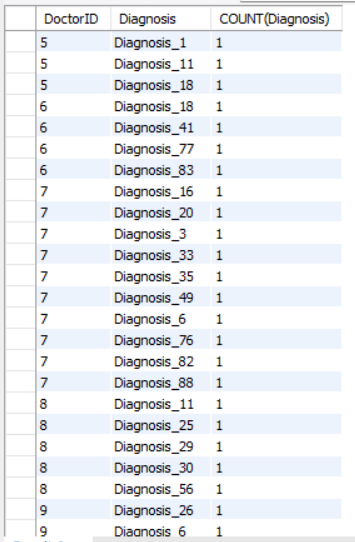 DoctorID Diagnosis COUNT(Diagnosis)
5 Diagnosis_1 1
5 Diagnosis_11 1
5 Diagnosis_18 1
6 Diagnosis_18 1
6 Diagnosis_41 1
6 Diagnosis_77 1
6 Diagnosis_83 1
7 Diagnosis_16 1
7 Diagnosis_20 1
7 Diagnosis_3 1
7 Diagnosis_33 1
7 Diagnosis_35 1
7 Diagnosis_49 1
7 Diagnosis_6 1
7 Diagnosis_76 1
7 Diagnosis_82 1
7 Diagnosis_88 1
8 Diagnosis_11 1
8 Diagnosis_25 1
8 Diagnosis_29 1
8 Diagnosis_30 1
8 Diagnosis_56 1
9 Diagnosis_26 1
9 Diagnosis_6 1